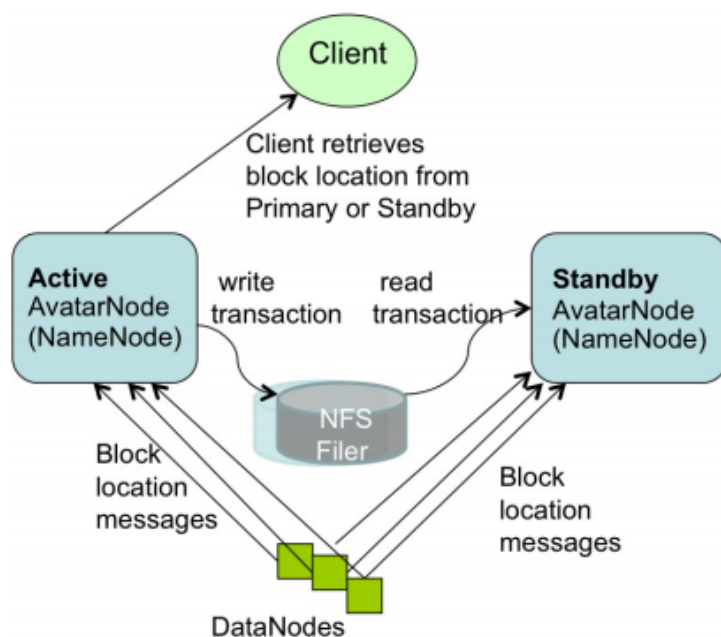 Client
Client retrieves
block location from
Primary or Standby
Active
AvatarNode
(NameNode)
write
transaction
read
transaction
Standby
AvatarNode
(NameNode)
NFS
Filer
Block
location
messages
Block
location
messages
DataNodes